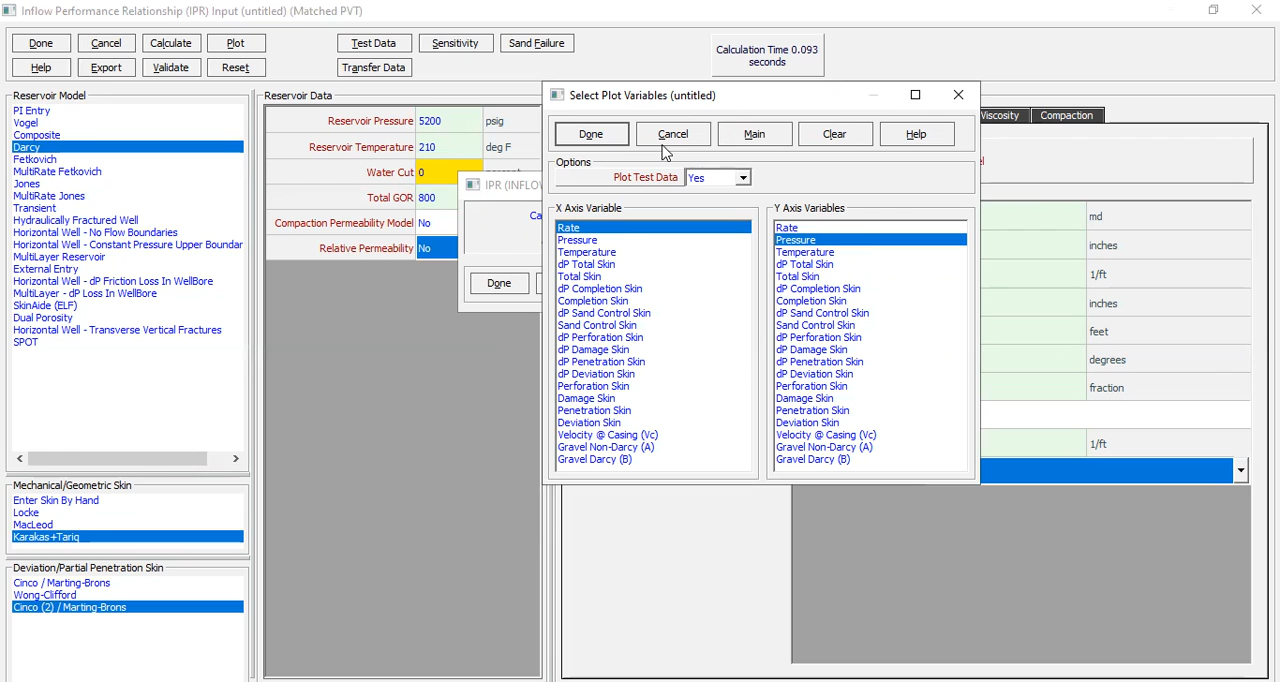 Inflow Performance Relationship (IPR) Input (untitled) (Matched PVT)
Done Cancel Calculate Plot Test Data Sensitivity Sand Failure
Help Export Validate Reset Transfer Data
Calculation Time 0.093
seconds
Reservoir Model
PI Entry
Vogel
Composite
Darcy
Fetkovich
MultiRate Fetkovich
Jones
MultiRate Jones
Transient
Hydraulically Fractured Well
Horizontal Well - No Flow Boundaries
Horizontal Well - Constant Pressure Upper Boundar
MultiLayer Reservoir
External Entry
Horizontal Well - dP Friction Loss In WellBore
MultiLayer - dP Loss In WellBore
SkinAide (ELF)
Dual Porosity
Horizontal Well - Transverse Vertical Fractures
SPOT
Mechanical/Geometric Skin
Enter Skin By Hand
Locke
MacLeod
Karakas+Tariq
Deviation/Partial Penetration Skin
Cinco / Marting-Brons
Wong-Clifford
Cinco (2) / Marting-Brons
Reservoir Data
Reservoir Pressure 5200 psig
Reservoir Temperature 210 deg F
Water Cut 0
Total GOR 800
Compaction Permeability Model No
Relative Permeability No
IPR (INFLOW
Ca
Done
Select Plot Variables (untitled)
Done Cancel Main Clear Help
Options
Plot Test Data Yes
X Axis Variable
Rate
Pressure
Temperature
dP Total Skin
Total Skin
dP Completion Skin
Completion Skin
dP Sand Control Skin
Sand Control Skin
dP Perforation Skin
dP Damage Skin
dP Penetration Skin
dP Deviation Skin
Perforation Skin
Damage Skin
Penetration Skin
Deviation Skin
Velocity @ Casing (Vc)
Gravel Non-Darcy (A)
Gravel Darcy (B)
Y Axis Variables
Rate
Pressure
Temperature
dP Total Skin
Total Skin
dP Completion Skin
Completion Skin
dP Sand Control Skin
Sand Control Skin
dP Perforation Skin
dP Damage Skin
dP Penetration Skin
dP Deviation Skin
Perforation Skin
Damage Skin
Penetration Skin
Deviation Skin
Velocity @ Casing (Vc)
Gravel Non-Darcy (A)
Gravel Darcy (B)
Viscosity Compaction
md
inches
1/ft
inches
feet
degrees
fraction
1/ft